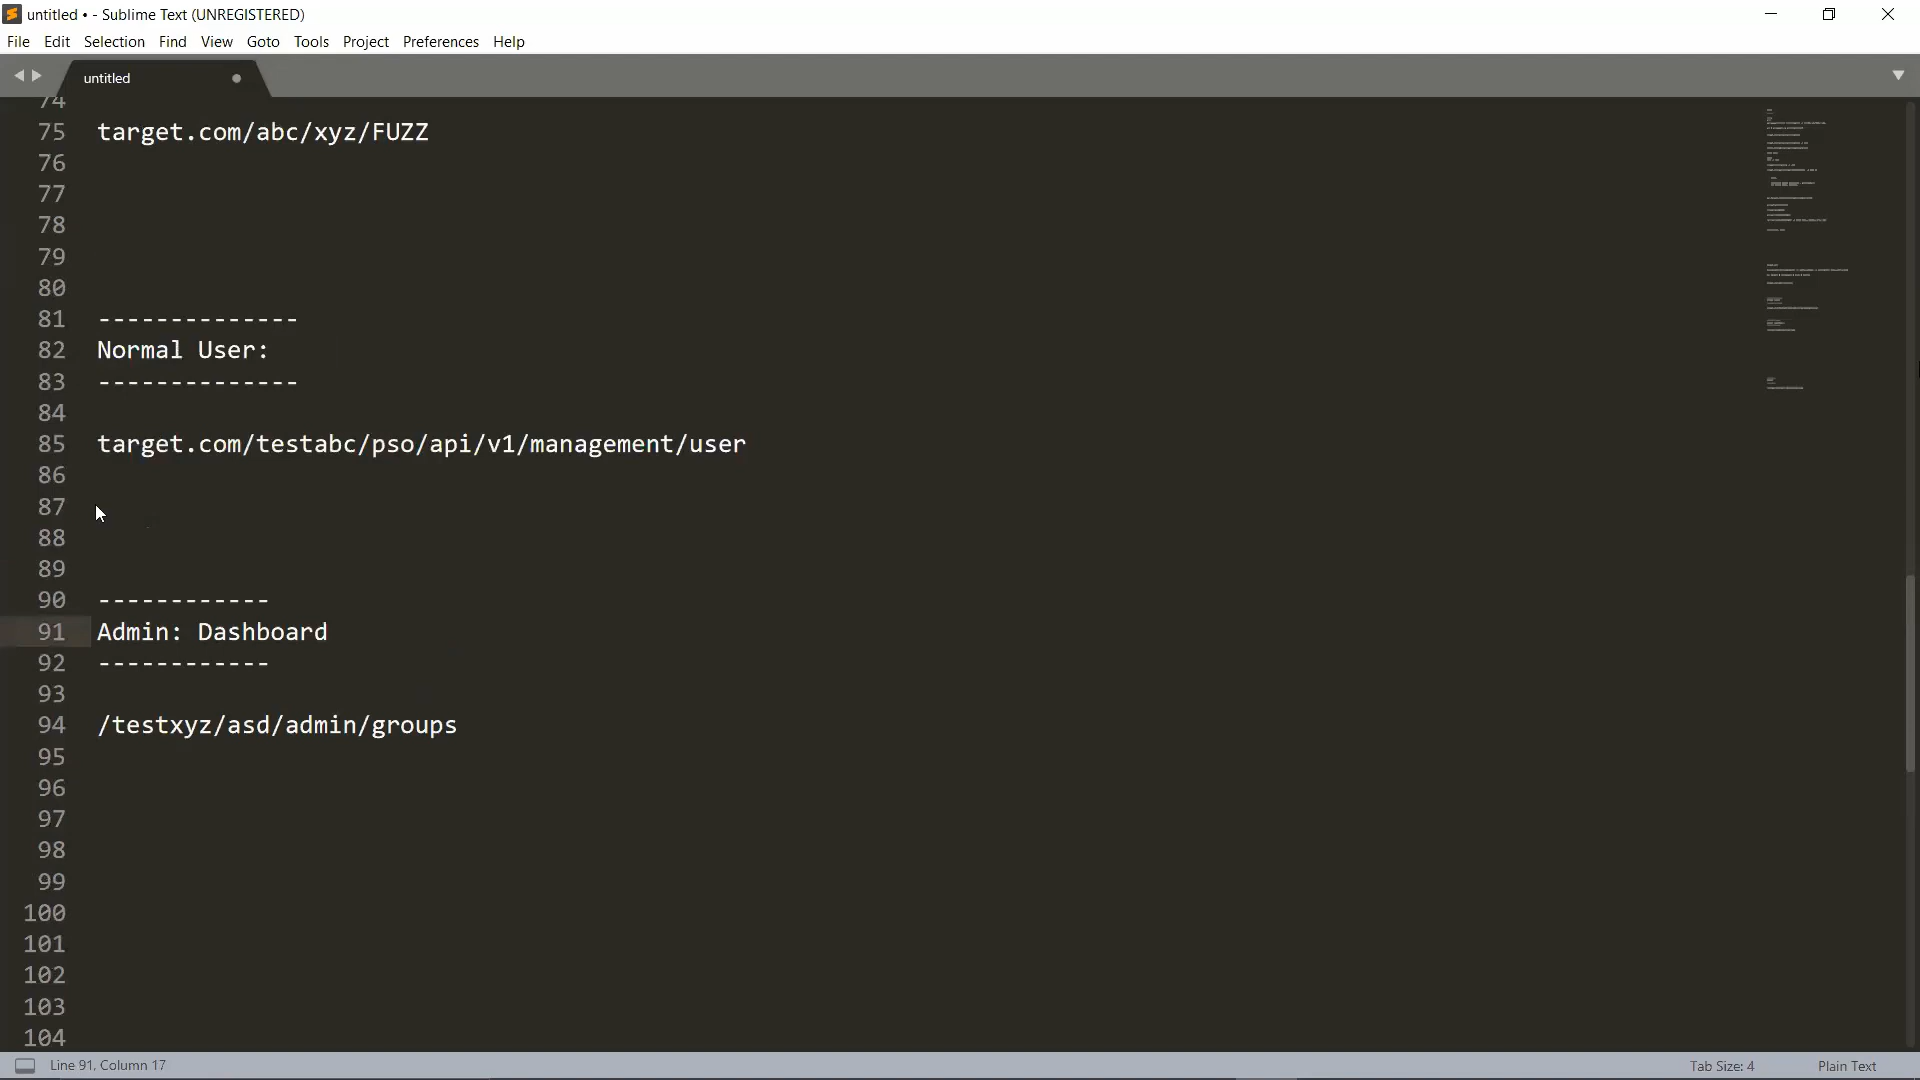 untitled • - Sublime Text (UNREGISTERED)
File Edit Selection Find View Goto Tools Project Preferences Help
untitled
74
75 target.com/abc/xyz/FUZZ
76
77
78
79
80
81 --------------
82 Normal User:
83 --------------
84
85 target.com/testabc/pso/api/v1/management/user
86
87
88
89
90 ------------
91 Admin: Dashboard
92 ------------
93
94 /testxyz/asd/admin/groups
95
96
97
98
99
100
101
102
103
104
Line 91, Column 17 Tab Size: 4 Plain Text